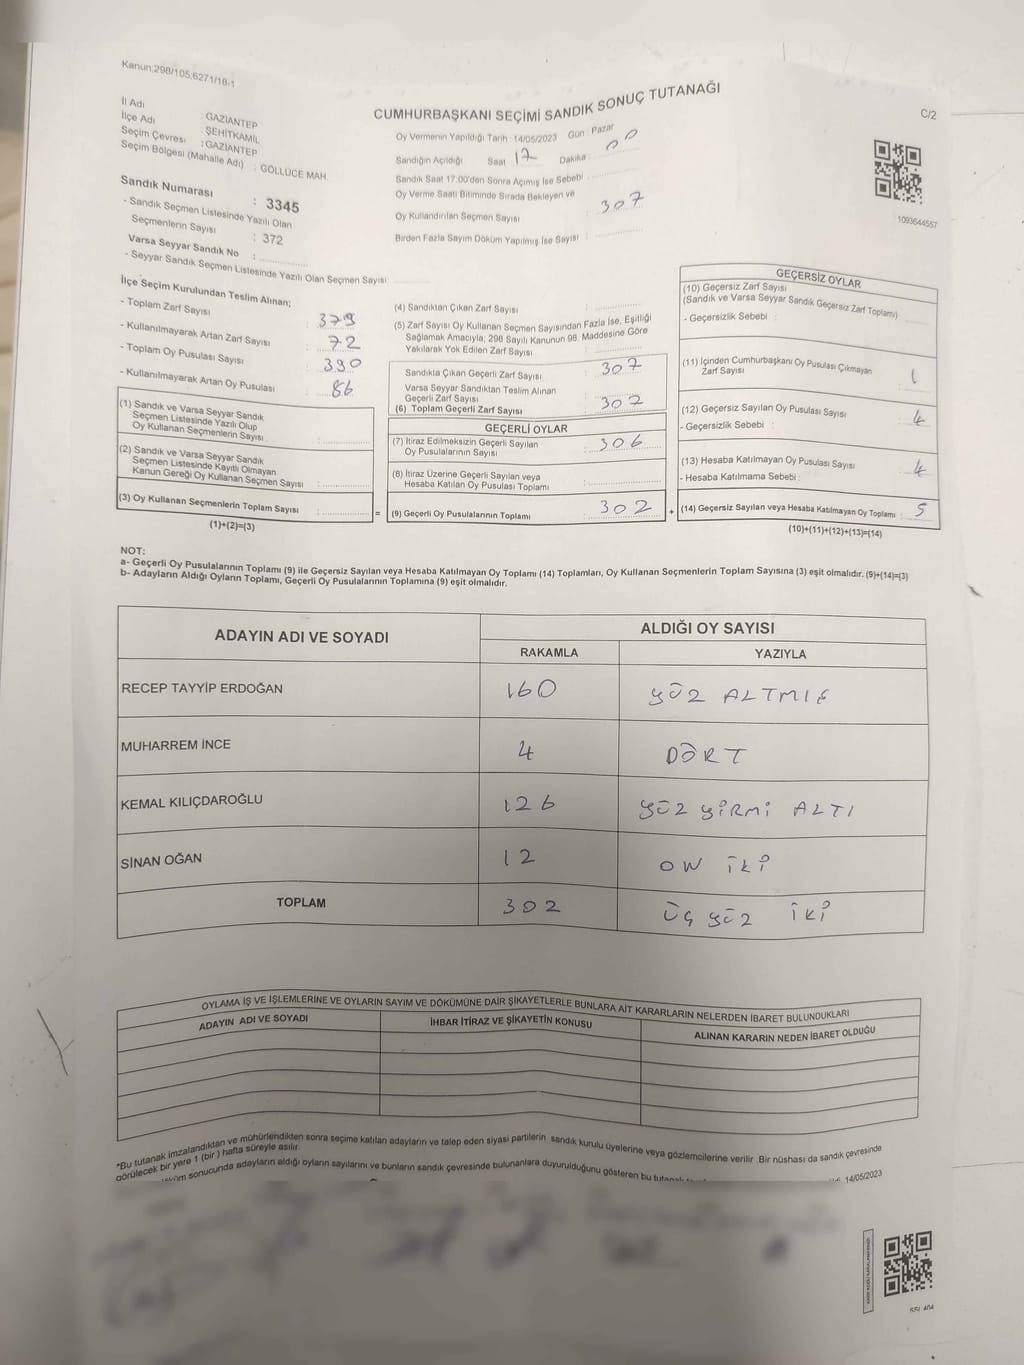 Kanun:298/105,6271/18-1
CUMHURBAŞKANI SEÇİMİ SANDIK SONUÇ TUTANAĞI
C/2
İl Adı : GAZİANTEP
İlçe Adı : ŞEHİTKAMİL
Seçim Çevresi : GAZİANTEP
Seçim Bölgesi (Mahalle Adı) : GÖLLÜCE MAH.
Oy Vermenin Yapıldığı Tarih 14/05/2023 Gün : Pazar
Sandığın Açıldığı Saat 17 Dakika : 00
Sandık Saat 17:00'den Sonra Açımış İse Sebebi :
Oy Verme Saati Bitiminde Sırada Bekleyen ve
Oy Kullandırılan Seçmen Sayısı : 307
Birden Fazla Sayım Döküm Yapılmış İse Sayısı :
1093644557
Sandık Numarası : 3345
- Sandık Seçmen Listesinde Yazılı Olan
Seçmenlerin Sayısı : 372
Varsa Seyyar Sandık No :
- Seyyar Sandık Seçmen Listesinde Yazılı Olan Seçmen Sayısı
İlçe Seçim Kurulundan Teslim Alınan;
- Toplam Zarf Sayısı : 379
- Kullanılmayarak Artan Zarf Sayısı : 72
- Toplam Oy Pusulası Sayısı : 390
- Kullanılmayarak Artan Oy Pusulası : 86
(1) Sandık ve Varsa Seyyar Sandık
Seçmen Listesinde Yazılı Olup
Oy Kullanan Seçmenlerin Sayısı :
(2) Sandık ve Varsa Seyyar Sandık
Seçmen Listesinde Kayıtlı Olmayan
Kanun Gereği Oy Kullanan Seçmen Sayısı :
(3) Oy Kullanan Seçmenlerin Toplam Sayısı :
(1)+(2)=(3)
(4) Sandıktan Çıkan Zarf Sayısı :
(5) Zarf Sayısı Oy Kullanan Seçmen Sayısından Fazla İse, Eşitliği
Sağlamak Amacıyla; 298 Sayılı Kanunun 98. Maddesine Göre
Yakılarak Yok Edilen Zarf Sayısı :
Sandıkta Çıkan Geçerli Zarf Sayısı : 307
Varsa Seyyar Sandıktan Teslim Alınan
Geçerli Zarf Sayısı :
(6) Toplam Geçerli Zarf Sayısı : 307
GEÇERLİ OYLAR
(7) İtiraz Edilmeksizin Geçerli Sayılan
Oy Pusulalarının Sayısı : 306
(8) İtiraz Üzerine Geçerli Sayılan veya
Hesaba Katılan Oy Pusulası Toplamı :
= (9) Geçerli Oy Pusulalarının Toplamı : 302
GEÇERSİZ OYLAR
(10) Geçersiz Zarf Sayısı
(Sandık ve Varsa Seyyar Sandık Geçersiz Zarf Toplamı)
- Geçersizlik Sebebi :
(11) İçinden Cumhurbaşkanı Oy Pusulası Çıkmayan
Zarf Sayısı : 1
(12) Geçersiz Sayılan Oy Pusulası Sayısı : 4
- Geçersizlik Sebebi :
(13) Hesaba Katılmayan Oy Pusulası Sayısı : 4
- Hesaba Katılmama Sebebi :
+ (14) Geçersiz Sayılan veya Hesaba Katılmayan Oy Toplamı : 5
(10)+(11)+(12)+(13)=(14)
NOT:
a- Geçerli Oy Pusulalarının Toplamı (9) ile Geçersiz Sayılan veya Hesaba Katılmayan Oy Toplamı (14) Toplamları, Oy Kullanan Seçmenlerin Toplam Sayısına (3) eşit olmalıdır. (9)+(14)=(3)
b- Adayların Aldığı Oyların Toplamı, Geçerli Oy Pusulalarının Toplamına (9) eşit olmalıdır.
ADAYIN ADI VE SOYADI
ALDIĞI OY SAYISI
RAKAMLA YAZIYLA
RECEP TAYYİP ERDOĞAN 160 YÜZ ALTMIŞ
MUHARREM İNCE 4 DÖRT
KEMAL KILIÇDAROĞLU 126 YÜZ YİRMİ ALTI
SİNAN OĞAN 12 ON İKİ
TOPLAM 302 ÜÇ YÜZ İKİ
OYLAMA İŞ VE İŞLEMLERİNE VE OYLARIN SAYIM VE DÖKÜMÜNE DAİR ŞİKAYETLERLE BUNLARA AİT KARARLARIN NELERDEN İBARET BULUNDUKLARI
ADAYIN ADI VE SOYADI İHBAR İTİRAZ VE ŞİKAYETİN KONUSU ALINAN KARARIN NEDEN İBARET OLDUĞU
*Bu tutanak imzalandıktan ve mühürlendikten sonra seçime katılan adayların ve talep eden siyasi partilerin sandık kurulu üyelerine veya gözlemcilerine verilir. Bir nüshası da sandık çevresinde
görülecek bir yere 1 (bir) hafta süreyle asılır.
sonucunda adayların aldığı oyların sayılarını ve bunların sandık çevresinde bulunanlara duyurulduğunu gösteren bu
14/05/2023